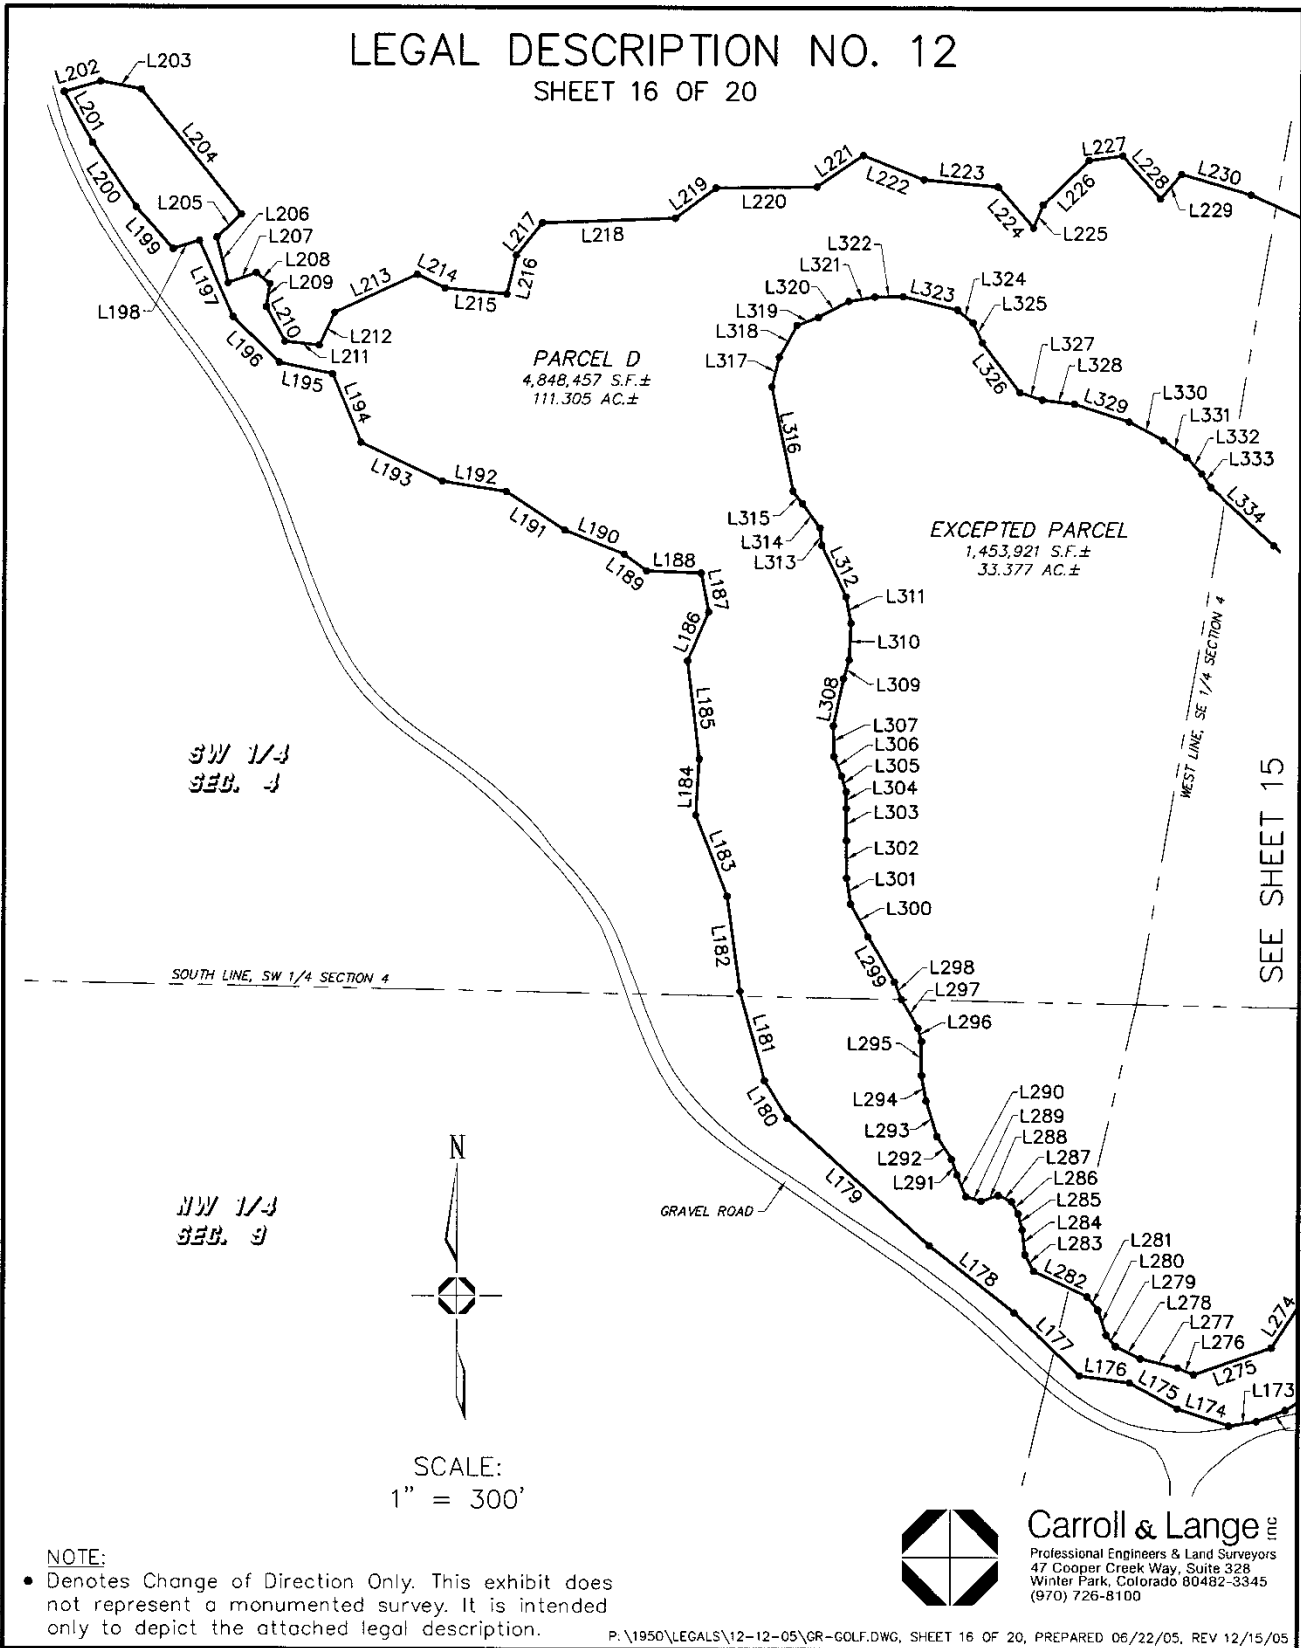 LEGAL DESCRIPTION NO. 12
SHEET 16 OF 20
L202
L203
L201
L204
L200
L205
L206
L207
L199
L208
L209
L198
L197
L210
L213
L214
L215
L216
L217
L218
L219
L220
L221
L222
L223
L224
L225
L226
L227
L228
L229
L230
L212
L211
L196
L195
L194
L193
L192
L191
L190
L189
L188
L187
L186
L185
L184
L183
L182
L181
L180
L179
L178
L177
L176
L175
L174
L173
PARCEL D
4,848,457 S.F.±
111.305 AC.±
L322
L321
L320
L319
L318
L317
L316
L315
L314
L313
L312
L311
L310
L309
L308
L307
L306
L305
L304
L303
L302
L301
L300
L299
L298
L297
L296
L295
L294
L293
L292
L291
L290
L289
L288
L287
L286
L285
L284
L283
L282
L281
L280
L279
L278
L277
L276
L275
L274
L323
L324
L325
L326
L327
L328
L329
L330
L331
L332
L333
L334
EXCEPTED PARCEL
1,453,921 S.F.±
33.377 AC.±
WEST LINE, SE 1/4 SECTION 4
SEE SHEET 15
SW 1/4
SEC. 4
SOUTH LINE, SW 1/4 SECTION 4
NW 1/4
SEC. 9
N
GRAVEL ROAD
SCALE:
1" = 300'
NOTE:
• Denotes Change of Direction Only. This exhibit does
not represent a monumented survey. It is intended
only to depict the attached legal description.
Carroll & Lange inc
Professional Engineers & Land Surveyors
47 Cooper Creek Way, Suite 328
Winter Park, Colorado 80482-3345
(970) 726-8100
P:\1950\LEGALS\12-12-05\GR-GOLF.DWG, SHEET 16 OF 20, PREPARED 06/22/05, REV 12/15/05